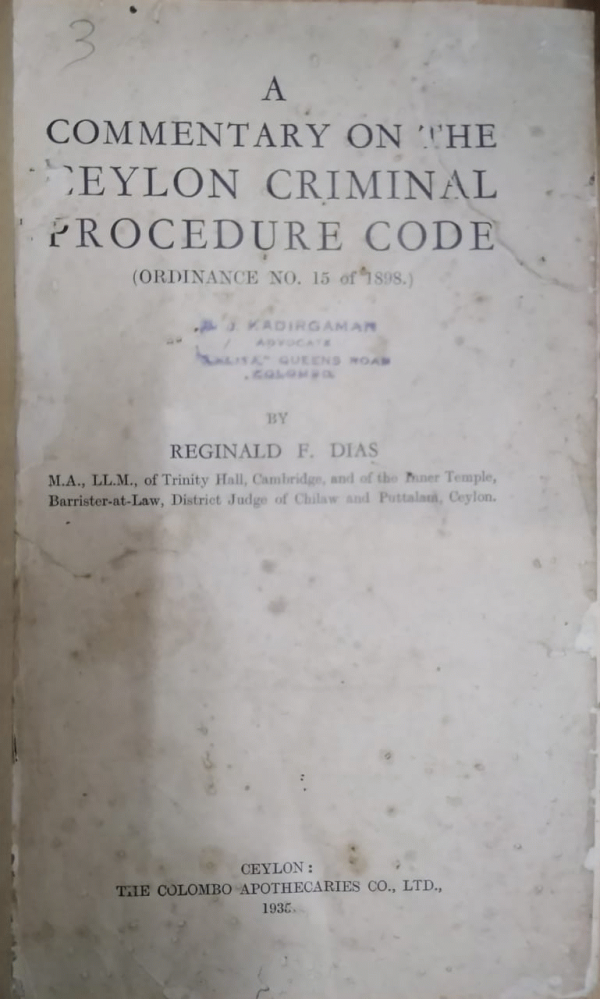 3
A
COMMENTARY ON THE
CEYLON CRIMINAL
PROCEDURE CODE
(ORDINANCE NO. 15 of 1898.)
J KADIRGAMAR
ADVOCATE
QUEENS ROAD
COLOMBO
BY
REGINALD F. DIAS
M.A., LL.M., of Trinity Hall, Cambridge, and of the Inner Temple,
Barrister-at-Law, District Judge of Chilaw and Puttalam, Ceylon.
CEYLON:
THE COLOMBO APOTHECARIES CO., LTD.,